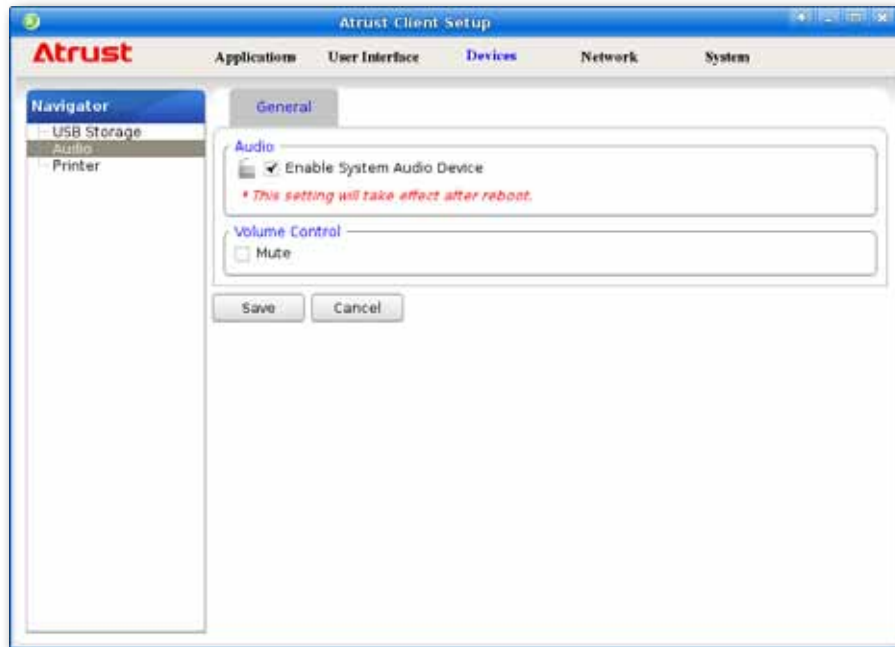 Atrust Client Setup
Atrust
Applications User Interface Devices Network System
Navigator
USB Storage
Audio
Printer
General
Audio
Enable System Audio Device
* This setting will take effect after reboot.
Volume Control
Mute
Save Cancel